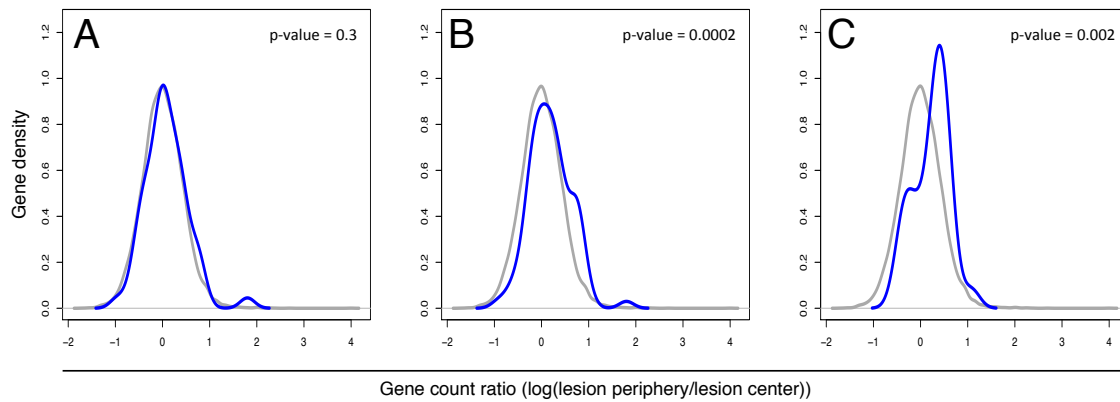 A
p-value = 0.3
B
p-value = 0.0002
C
p-value = 0.002
Gene density
0.0 0.2 0.4 0.6 0.8 1.0 1.2
0.0 0.2 0.4 0.6 0.8 1.0 1.2
0.0 0.2 0.4 0.6 0.8 1.0 1.2
−2 −1 0 1 2 3 4
−2 −1 0 1 2 3 4
−2 −1 0 1 2 3 4
Gene count ratio (log(lesion periphery/lesion center))